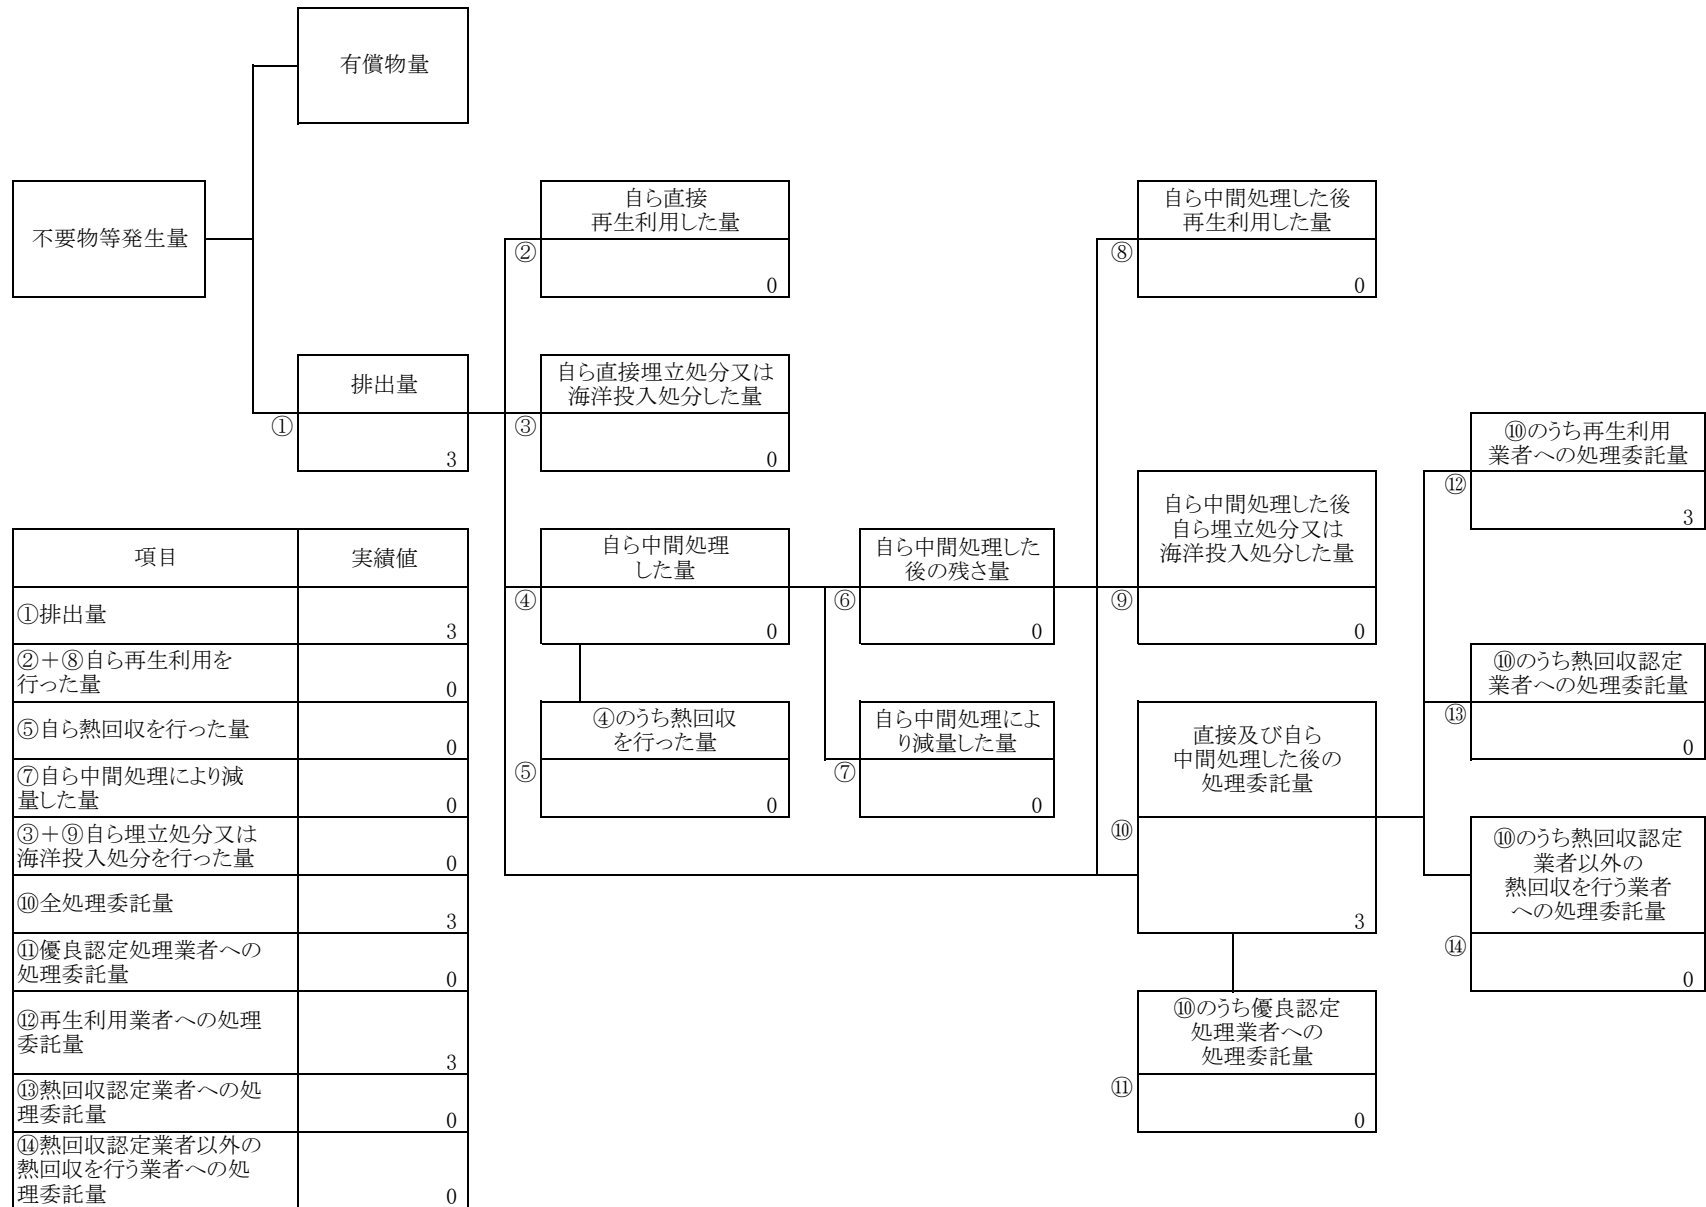 有償物量
不要物等発生量
自ら直接
再生利用した量
②
0
自ら中間処理した後
再生利用した量
⑧
0
排出量
①
3
自ら直接埋立処分又は
海洋投入処分した量
③
0
⑩のうち再生利用
業者への処理委託量
⑫
3
自ら中間処理
した量
④
0
自ら中間処理した
後の残さ量
⑥
0
自ら中間処理した後
自ら埋立処分又は
海洋投入処分した量
⑨
0
⑩のうち熱回収認定
業者への処理委託量
⑬
0
④のうち熱回収
を行った量
⑤
0
自ら中間処理によ
り減量した量
⑦
0
直接及び自ら
中間処理した後の
処理委託量
⑩
3
⑩のうち熱回収認定
業者以外の
熱回収を行う業者
への処理委託量
⑭
0
⑩のうち優良認定
処理業者への
処理委託量
⑪
0
項目 実績値
①排出量
3
②+⑧自ら再生利用を
行った量
0
⑤自ら熱回収を行った量
0
⑦自ら中間処理により減
量した量
0
③+⑨自ら埋立処分又は
海洋投入処分を行った量
0
⑩全処理委託量
3
⑪優良認定処理業者への
処理委託量
0
⑫再生利用業者への処理
委託量
3
⑬熱回収認定業者への処
理委託量
0
⑭熱回収認定業者以外の
熱回収を行う業者への処
理委託量
0